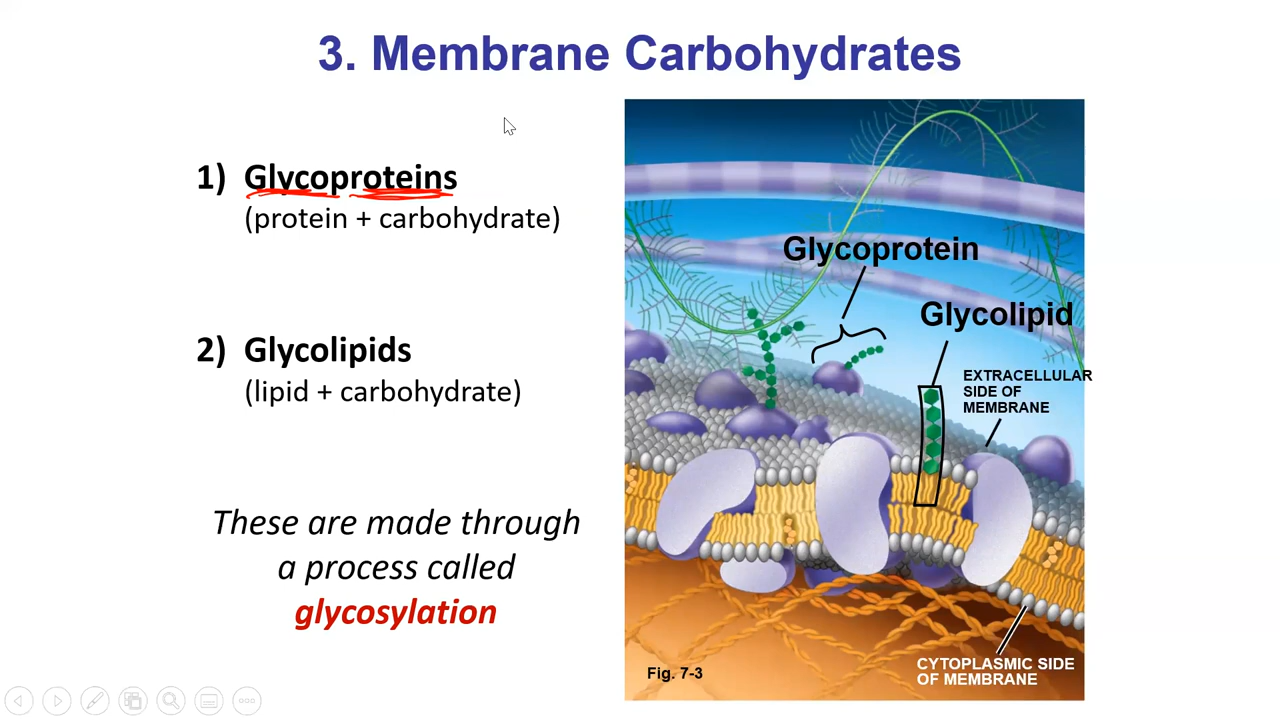 3. Membrane Carbohydrates
1) Glycoproteins
(protein + carbohydrate)
2) Glycolipids
(lipid + carbohydrate)
These are made through
a process called
glycosylation
Glycoprotein
Glycolipid
EXTRACELLULAR
SIDE OF
MEMBRANE
CYTOPLASMIC SIDE
OF MEMBRANE
Fig. 7-3